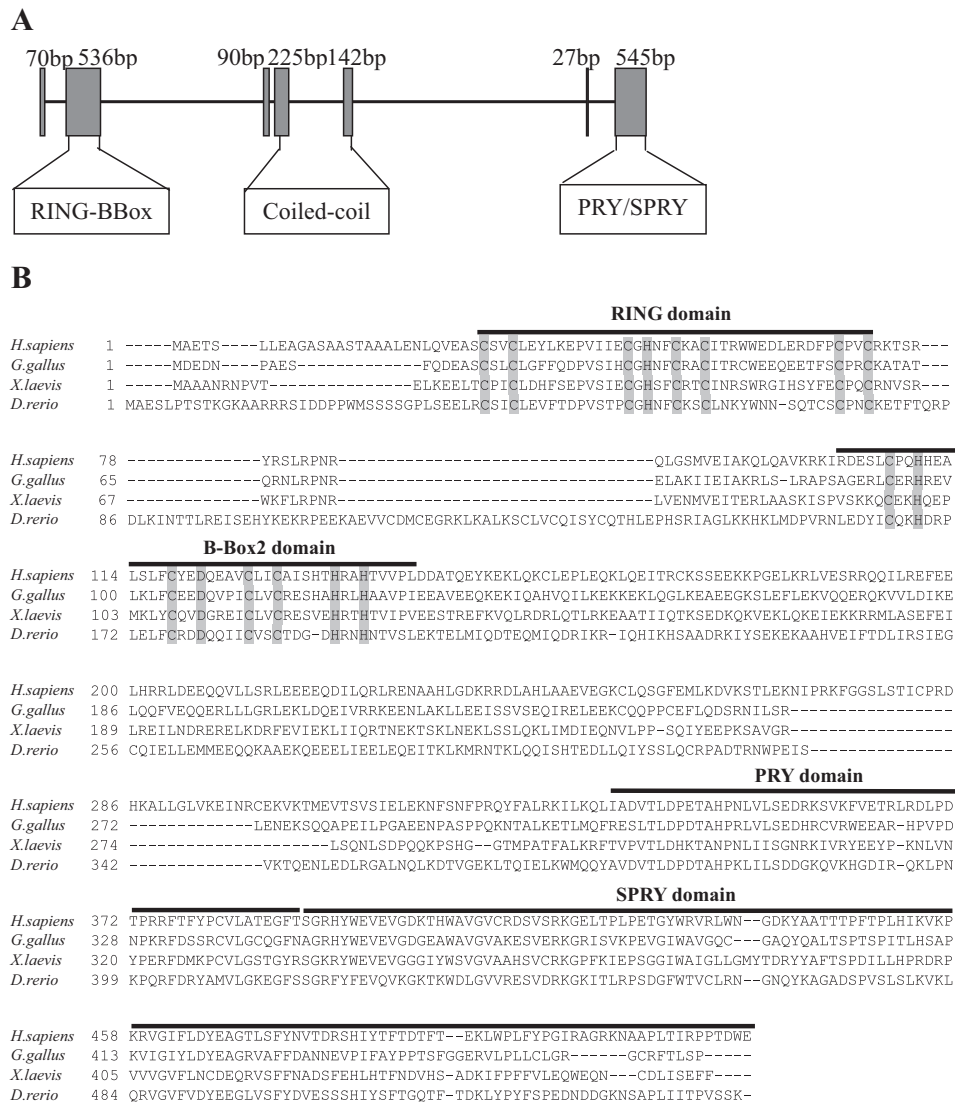 A
70bp 536bp 90bp 225bp 142bp 27bp 545bp
RING-BBox Coiled-coil PRY/SPRY
B
RING domain
H.sapiens 1 -----MAETS----LLEAGASAASTAAALENLQVEASCSVCLEYLKEPVIIECGHNFCKACITRWWEDLERDFPCPVCRKTSR---
G.gallus 1 -----MDEDN----PAES-------------FQDEASCSLCLGFFQDPVSIHCGHNFCRACITRCWEEQEETFSCPRCKATAT---
X.laevis 1 -----MAAANRNPVT---------------ELKEELTCPICLDHFSEPVSIECGHSFCRTCINRSWRGIHSYFECPQCRNVSR---
D.rerio 1 MAESLPTSTKGKAARRRSIDDPPWMSSSSGPLSEELRCSICLEVFTDPVSTPCGHNFCKSCLNKYWNN-SQTCSCPNCKETFTQRP
H.sapiens 78 --------------YRSLRPNR---------------------------------QLGSMVEIAKQLQAVKRKIRDESLCPQHHEA
G.gallus 65 --------------QRNLRPNR---------------------------------ELAKIIEIAKRLS-LRAPSAGERLCERHREV
X.laevis 67 --------------WKFLRPNR---------------------------------LVENMVEITERLAASKISPVSKKQCEKHQEP
D.rerio 86 DLKINTTLREISEHYKEKRPEEKAEVVCDMCEGRKLKALKSCLVCQISYCQTHLEPHSRIAGLKKHKLMDPVRNLEDYICQKHDRP
B-Box2 domain
H.sapiens 114 LSLFCYEDQEAVCLICAISHTHRAHTVVPLDDATQEYKEKLQKCLEPLEQKLQEITRCKSSEEKKPGELKRLVESRRQQILREFEE
G.gallus 100 LKLFCEEDQVPICLVCRESHAHRLHAAVPIEEAVEEQKEKIQAHVQILKEKKEKLQGLKEAEEGKSLEFLEKVQQERQKVVLDIKE
X.laevis 103 MKLYCQVDGREICLVCRESVEHRTHTVIPVEESTREFKVQLRDRLQTLRKEAATIIQTKSEDKQKVEKLQKEIEKKRRMLASEFEI
D.rerio 172 LELFCRDDQQIICVSCTDG-DHRNHNTVSLEKTELMIQDTEQMIQDRIKR-IQHIKHSAADRKIYSEKEKAAHVEIFTDLIRSIEG
H.sapiens 200 LHRRLDEEQQVLLSRLEEEEQDILQRLRENAAHLGDKRRDLAHLAAEVEGKCLQSGFEMLKDVKSTLEKNIPRKFGGSLSTICPRD
G.gallus 186 LQQFVEQQERLLLGRLEKLDQEIVRRKEENLAKLLEEISSVSEQIRELEEKCQQPPCEFLQDSRNILSR-----------------
X.laevis 189 LREILNDRERELKDRFEVIEKLIIQRTNEKTSKLNEKLSSLQKLIMDIEQNVLPP-SQIYEEPKSAVGR-----------------
D.rerio 256 CQIELLEMMEEQQKAAEKQEEELIEELEQEITKLKMRNTKLQQISHTEDLLQIYSSLQCRPADTRNWPEIS---------------
PRY domain
H.sapiens 286 HKALLGLVKEINRCEKVKTMEVTSVSIELEKNFSNFPRQYFALRKILKQLIADVTLDPETAHPNLVLSEDRKSVKFVETRLRDLPD
G.gallus 272 -------------LENEKSQQAPEILPGAEENPASPPQKNTALKETLMQFRESLTLDPDTAHPRLVLSEDHRCVRWEEAR-HPVPD
X.laevis 274 ---------------------LSQNLSDPQQKPSHG--GTMPATFALKRFTVPVTLDHKTANPNLIISGNRKIVRYEEYP-KNLVN
D.rerio 342 --------------VKTQENLEDLRGALNQLKDTVGEKLTQIELKWMQQYAVDVTLDPDTAHPKLILSDDGKQVKHGDIR-QKLPN
SPRY domain
H.sapiens 372 TPRRFTFYPCVLATEGFTSGRHYWEVEVGDKTHWAVGVCRDSVSRKGELTPLPETGYWRVRLWN--GDKYAATTTPFTPLHIKVKP
G.gallus 328 NPKRFDSSRCVLGCQGFNAGRHYWEVEVGDGEAWAVGVAKESVERKGRISVKPEVGIWAVGQC---GAQYQALTSPTSPITLHSAP
X.laevis 320 YPERFDMKPCVLGSTGYRSGKRYWEVEVGGGIYWSVGVAAHSVCRKGPFKIEPSGGIWAIGLLGMYTDRYYAFTSPDILLHPRDRP
D.rerio 399 KPQRFDRYAMVLGKEGFSSGRFYFEVQVKGKTKWDLGVVRESVDRKGKITLRPSDGFWTVCLRN--GNQYKAGADSPVSLSLKVKL
H.sapiens 458 KRVGIFLDYEAGTLSFYNVTDRSHIYTFTDTFT--EKLWPLFYPGIRAGRKNAAPLTIRPPTDWE
G.gallus 413 KVIGIYLDYEAGRVAFFDANNEVPIFAYPPTSFGGERVLPLLCLGR------GCRFTLSP-----
X.laevis 405 VVVGVFLNCDEQRVSFFNADSFEHLHTFNDVHS-ADKIFPFFVLEQWEQN---CDLISEFF----
D.rerio 484 QRVGVFVDYEEGLVSFYDVESSSHIYSFTGQTF-TDKLYPYFSPEDNDDGKNSAPLIITPVSSK-